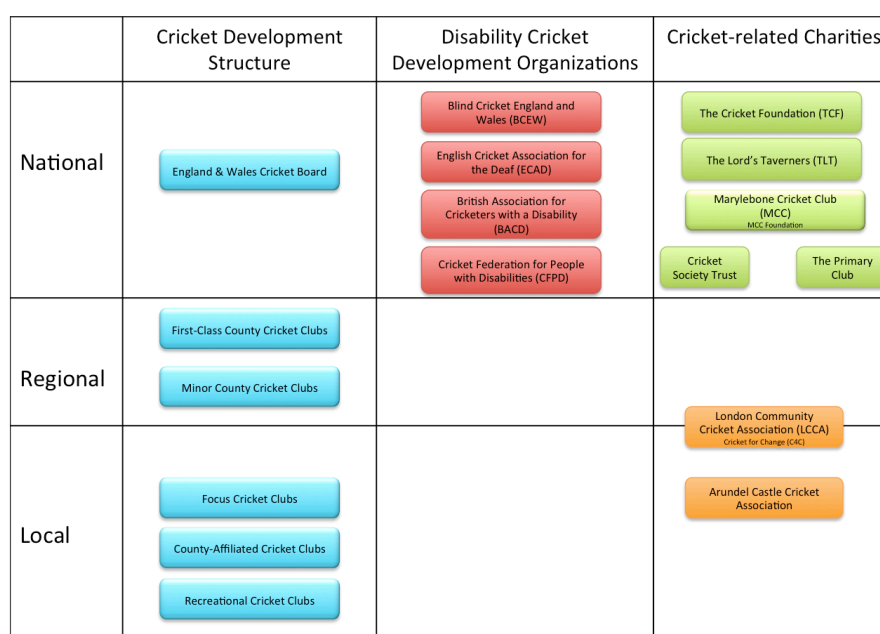 Cricket Development
Structure
Disability Cricket
Development Organizations
Cricket-related Charities
National
England & Wales Cricket Board
Blind Cricket England and
Wales (BCEW)
English Cricket Association for
the Deaf (ECAD)
British Association for
Cricketers with a Disability
(BACD)
Cricket Federation for People
with Disabilities (CFPD)
The Cricket Foundation (TCF)
The Lord's Taverners (TLT)
Marylebone Cricket Club
(MCC)
MCC Foundation
Cricket
Society Trust
The Primary
Club
Regional
First-Class County Cricket Clubs
Minor County Cricket Clubs
London Community
Cricket Association (LCCA)
Cricket for Change (C4C)
Local
Focus Cricket Clubs
County-Affiliated Cricket Clubs
Recreational Cricket Clubs
Arundel Castle Cricket
Association